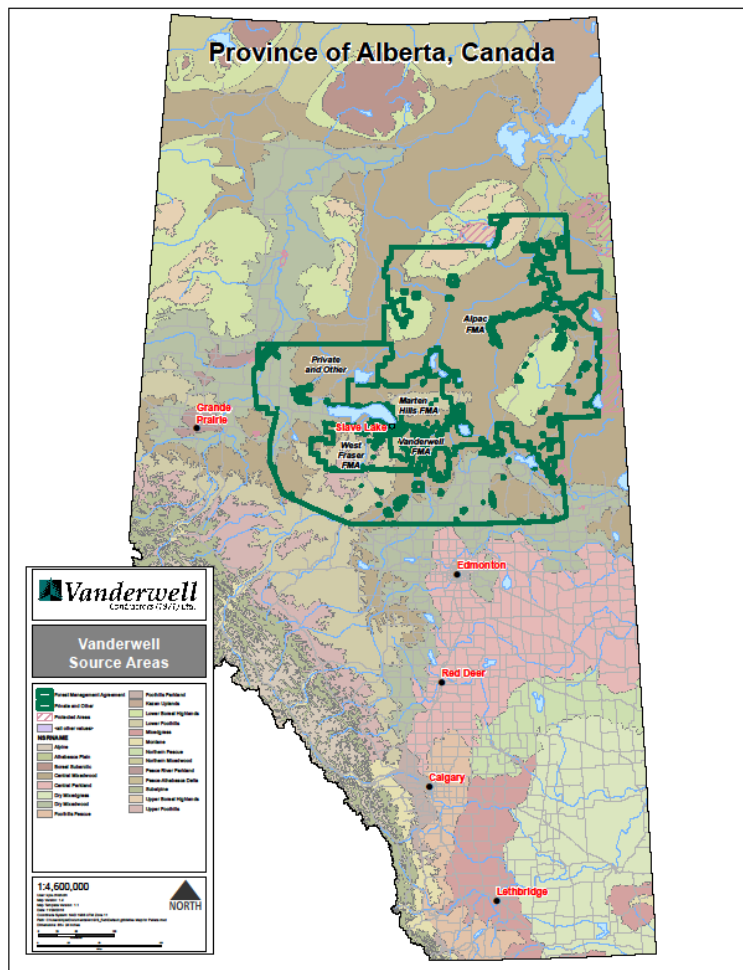 Province of Alberta, Canada
Alpac
FMA
Private
and Other
Marten
Hills FMA
Grande
Prairie
Slave Lake
West
Fraser
FMA
Vanderwell
FMA
Edmonton
Red Deer
Calgary
Lethbridge
Vanderwell
Contractors (1971) Ltd.
Vanderwell
Source Areas
Forest Management Agreement
Private and Other
Protected Areas
<all other values>
NSRNAME
Alpine
Athabasca Plain
Boreal Subarctic
Central Mixedwood
Central Parkland
Dry Mixedgrass
Dry Mixedwood
Foothills Fescue
Foothills Parkland
Kazan Uplands
Lower Boreal Highlands
Lower Foothills
Mixedgrass
Montane
Northern Fescue
Northern Mixedwood
Peace River Parkland
Peace-Athabasca Delta
Subalpine
Upper Boreal Highlands
Upper Foothills
1:4,600,000
NORTH